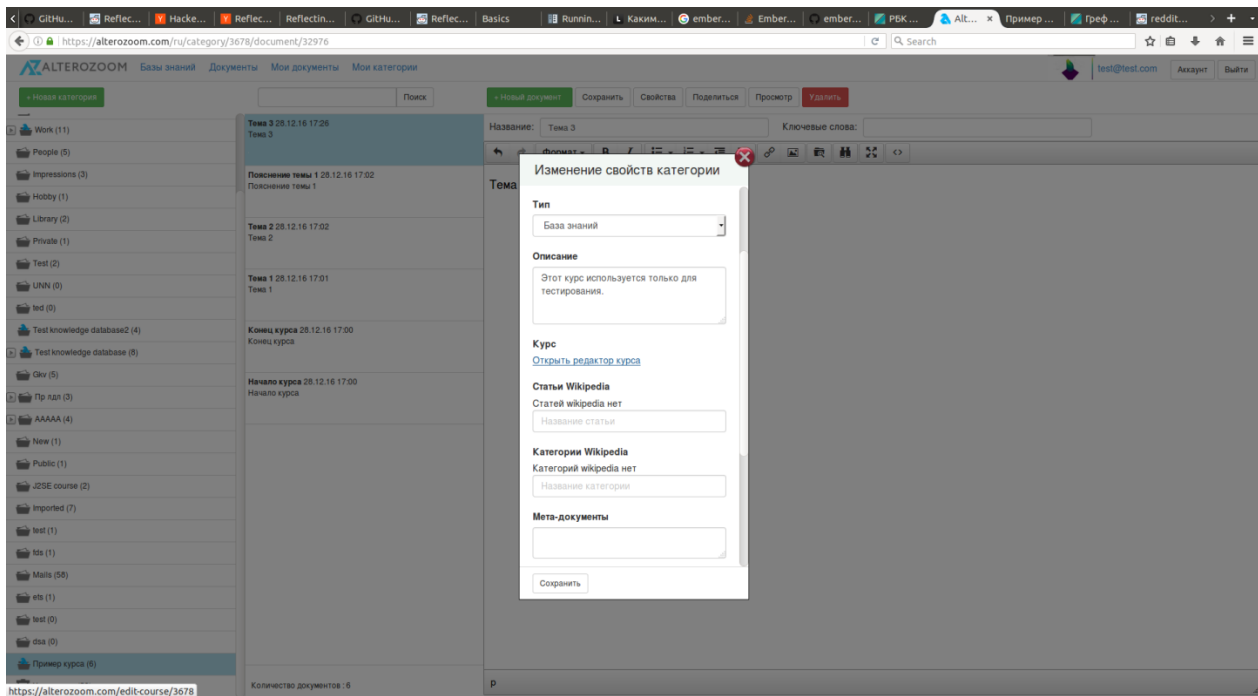 GitHu... Reflec... Hacke... Reflec... Reflectin... GitHu... Reflec... Basics Runnin... Каким... ember... Ember... ember... РБК ... Alt... × Пример ... Греф ... reddit...
https://alterozoom.com/ru/category/3678/document/32976 Search
ALTEROZOOM Базы знаний Документы Мои документы Мои категории test@test.com Аккаунт Выйти
+ Новая категория Поиск + Новый документ Сохранить Свойства Поделиться Просмотр Удалить
Work (11)
People (5)
Impressions (3)
Hobby (1)
Library (2)
Private (1)
Test (2)
UNN (0)
ted (0)
Test knowledge database2 (4)
Test knowledge database (8)
Gkv (5)
Пр лдл (3)
AAAAA (4)
New (1)
Public (1)
J2SE course (2)
Imported (7)
test (1)
fds (1)
Mails (58)
ets (1)
test (0)
dsa (0)
Пример курса (6)
https://alterozoom.com/edit-course/3678
Тема 3 28.12.16 17:26
Тема 3
Пояснение темы 1 28.12.16 17:02
Пояснение темы 1
Тема 2 28.12.16 17:02
Тема 2
Тема 1 28.12.16 17:01
Тема 1
Конец курса 28.12.16 17:00
Конец курса
Начало курса 28.12.16 17:00
Начало курса
Количество документов : 6
Название: Тема 3 Ключевые слова:
Формат B I
Тема
p
Изменение свойств категории
Тип
База знаний
Описание
Этот курс используется только для
тестирования.
Курс
Открыть редактор курса
Статьи Wikipedia
Статей wikipedia нет
Название статьи
Категории Wikipedia
Категорий wikipedia нет
Название категории
Мета-документы
Сохранить